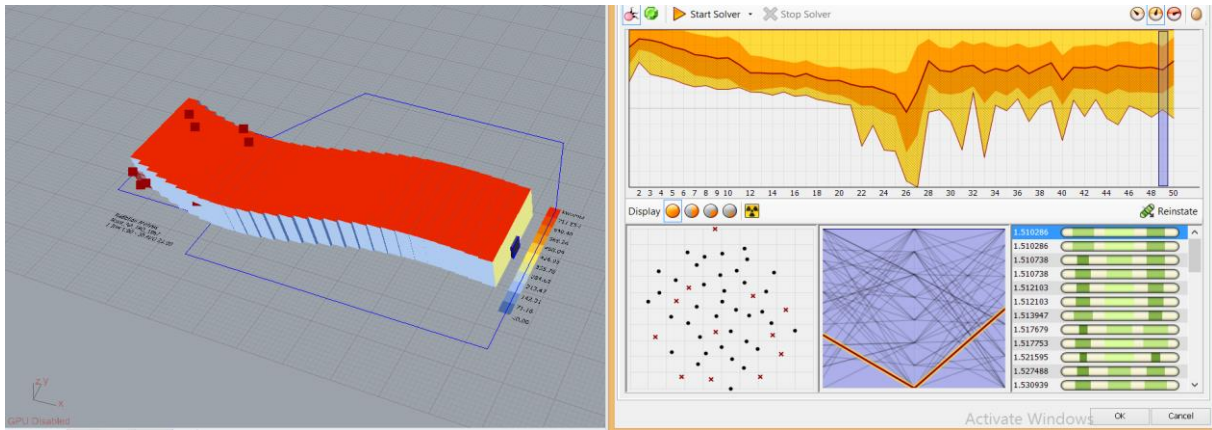 GPU Disabled
Start Solver
Stop Solver
2 3 4 5 6 7 8 9 10 12 14 16 18 20 22 24 26 28 30 32 34 36 38 40 42 44 46 48 50
Display
Reinstate
1.510286
1.510286
1.510738
1.510738
1.512103
1.512103
1.513947
1.517679
1.517753
1.521595
1.527488
1.530939
Activate Windows
OK
Cancel
z y
x